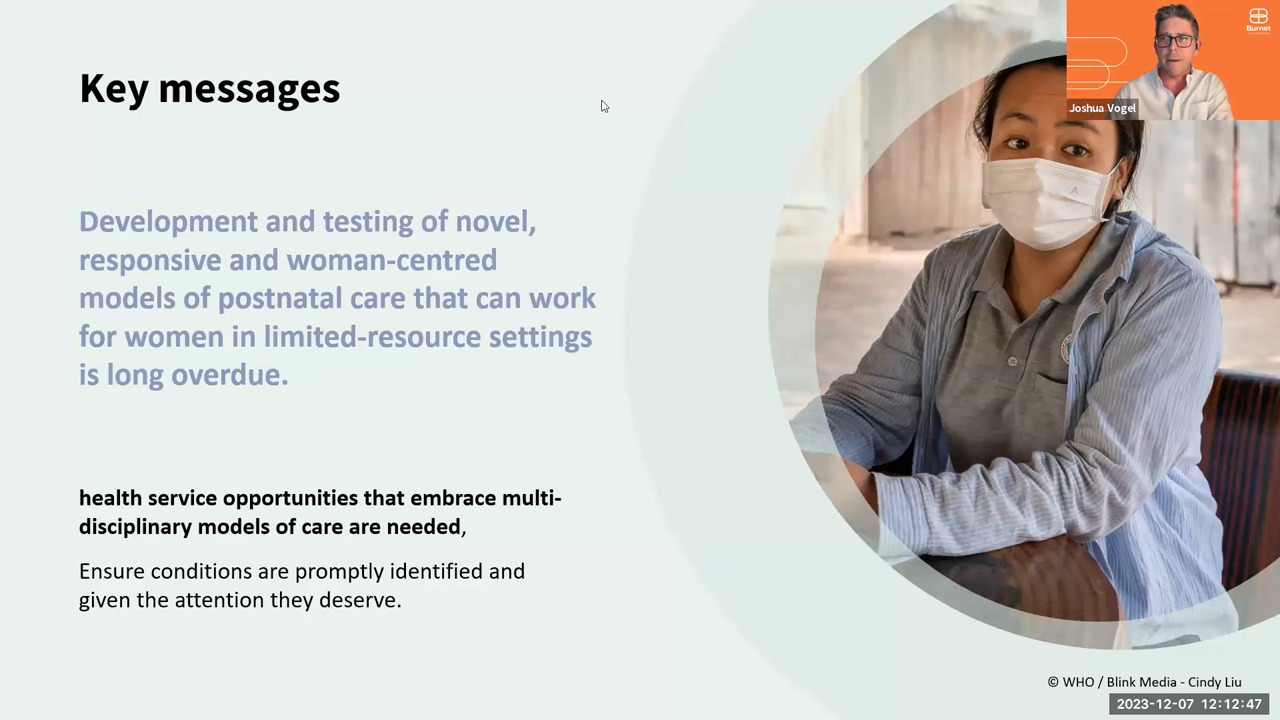 Key messages
Development and testing of novel,
responsive and woman-centred
models of postnatal care that can work
for women in limited-resource settings
is long overdue.
health service opportunities that embrace multi-
disciplinary models of care are needed,
Ensure conditions are promptly identified and
given the attention they deserve.
Burnet
Joshua Vogel
A
© WHO / Blink Media - Cindy Liu
2023-12-07 12:12:47